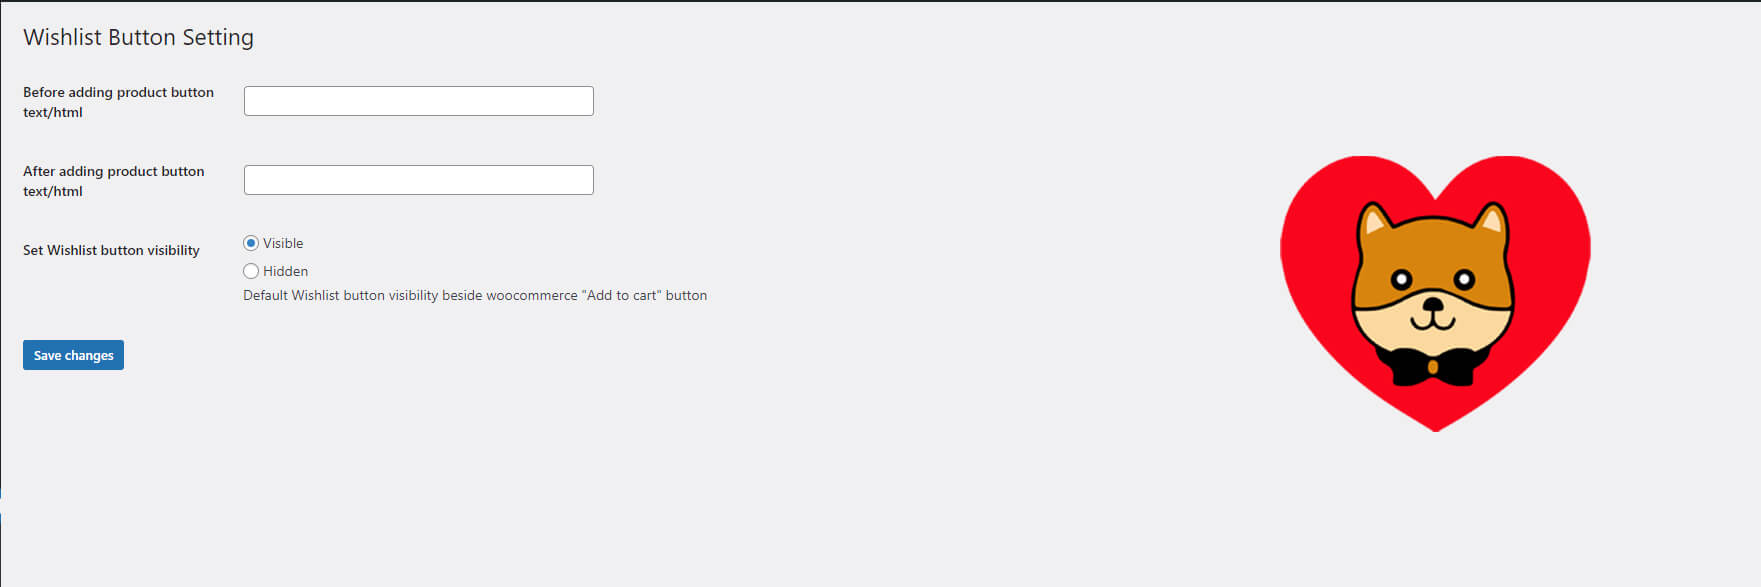 Wishlist Button Setting
Before adding product button
text/html
After adding product button
text/html
Set Wishlist button visibility
Visible
Hidden
Default Wishlist button visibility beside woocommerce "Add to cart" button
Save changes